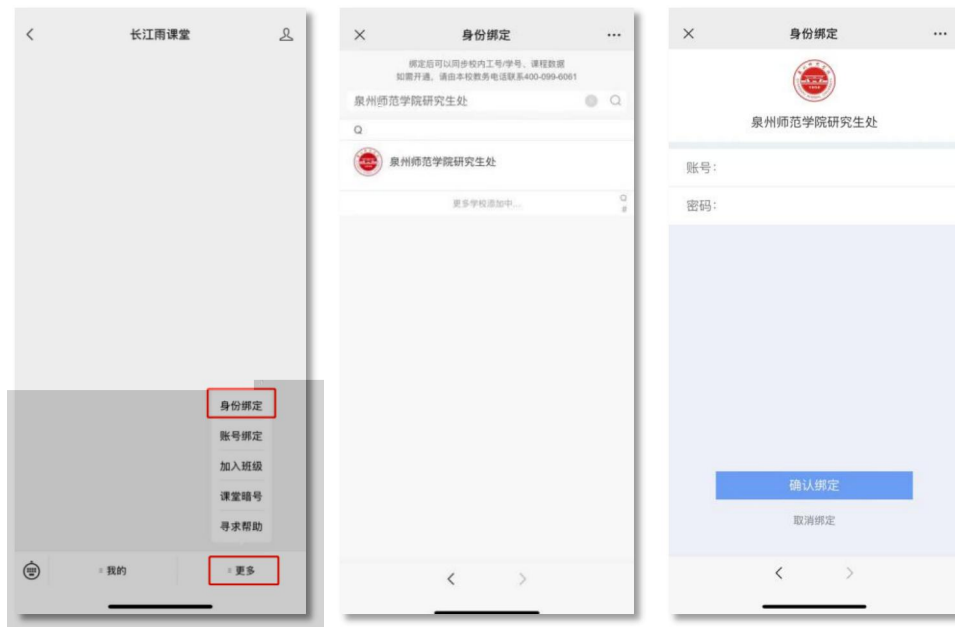 长江雨课堂
身份绑定
账号绑定
加入班级
课堂暗号
寻求帮助
我的
更多
身份绑定
绑定后可以同步校内工号/学号、课程数据
如需开通，请由本校教务电话联系400-099-6061
泉州师范学院研究生处
Q
泉州师范学院研究生处
更多学校添加中...
Q
#
身份绑定
泉州师范学院研究生处
账号：
密码：
确认绑定
取消绑定